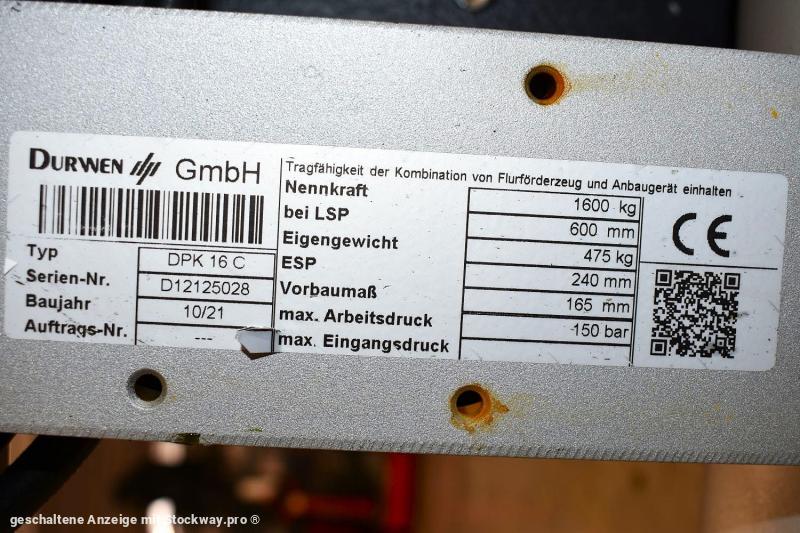 DURWEN GmbH
Typ DPK 16 C
Serien-Nr. D12125028
Baujahr 10/21
Auftrags-Nr. ---
Tragfähigkeit der Kombination von Flurförderzeug und Anbaugerät einhalten
Nennkraft 1600 kg
bei LSP 600 mm
Eigengewicht 475 kg
ESP 240 mm
Vorbaumaß 165 mm
max. Arbeitsdruck 150 bar
max. Eingangsdruck
CE
geschaltene Anzeige mit Stockway.pro ®